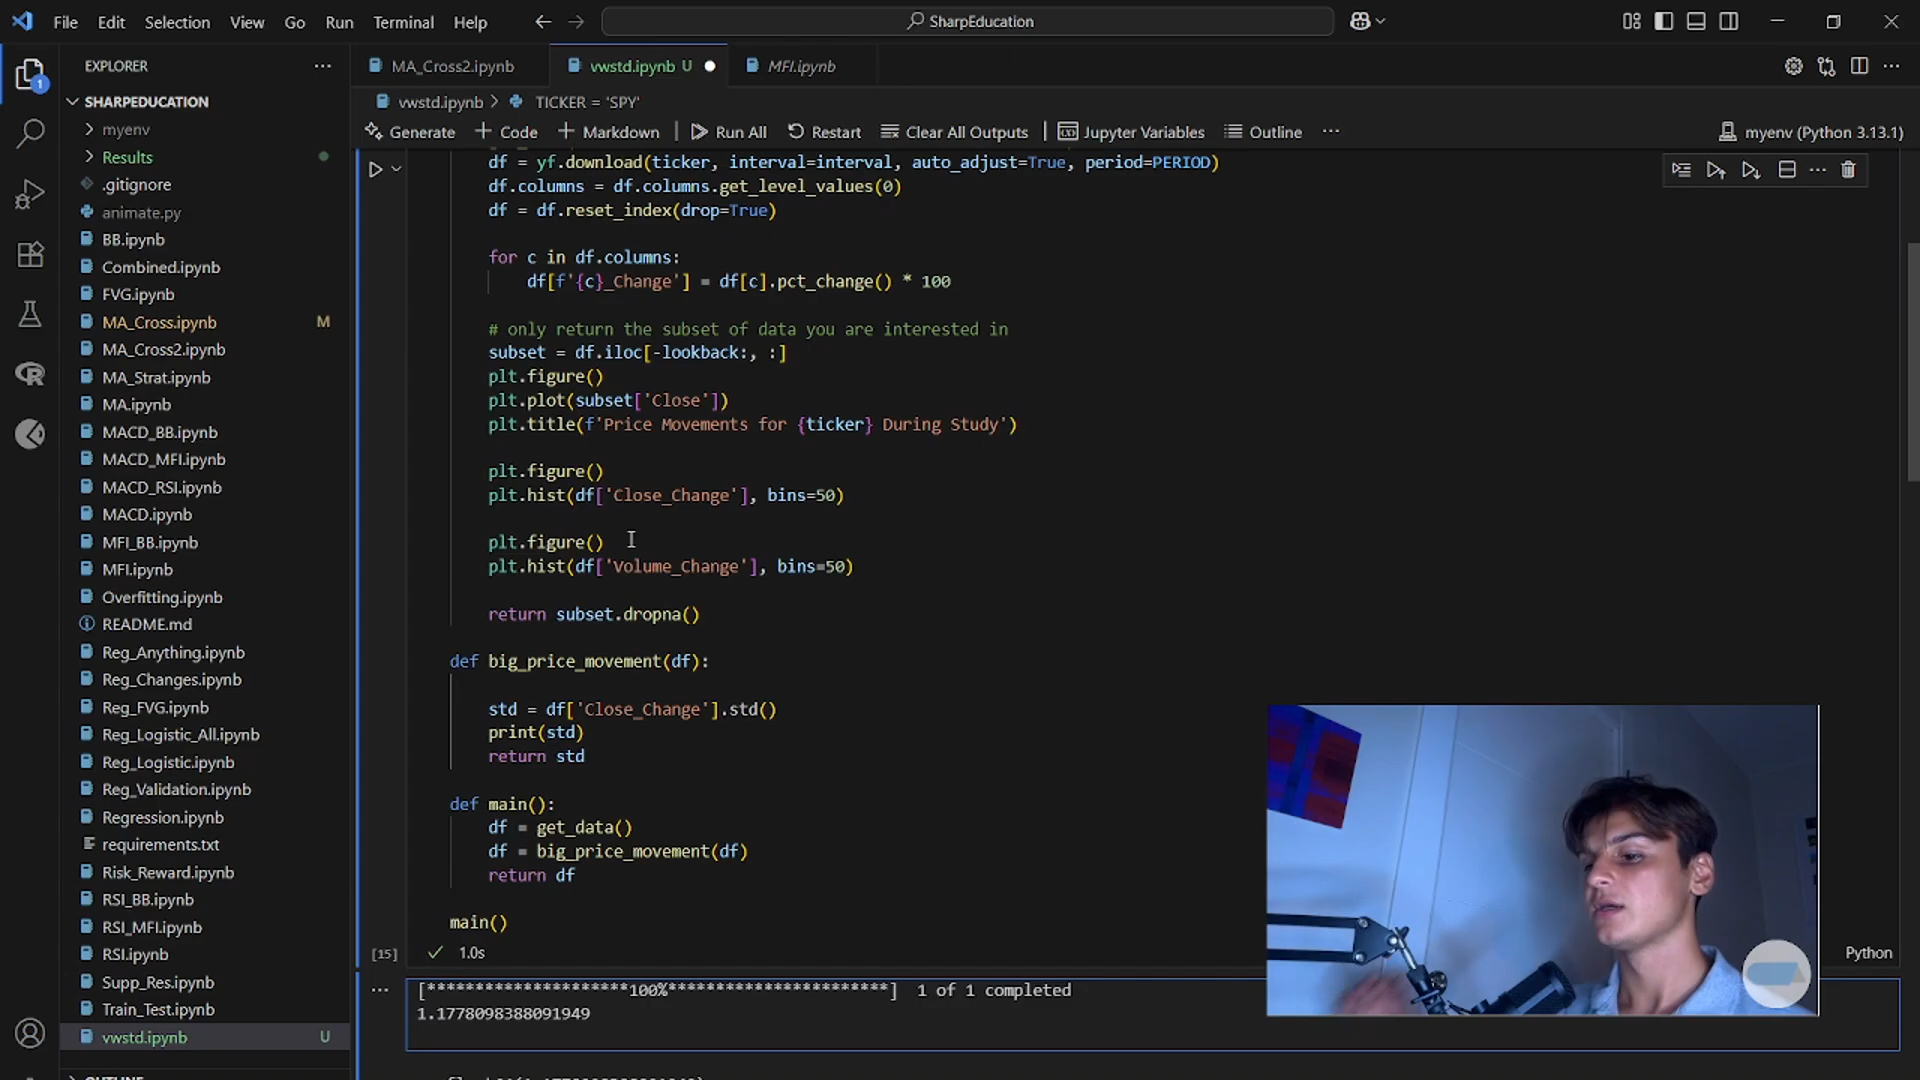 File Edit Selection View Go Run Terminal Help
SharpEducation
EXPLORER
SHARPEDUCATION
myenv
Results
.gitignore
animate.py
BB.ipynb
Combined.ipynb
FVG.ipynb
MA_Cross.ipynb M
MA_Cross2.ipynb
MA_Strat.ipynb
MA.ipynb
MACD_BB.ipynb
MACD_MFI.ipynb
MACD_RSI.ipynb
MACD.ipynb
MFI_BB.ipynb
MFI.ipynb
Overfitting.ipynb
README.md
Reg_Anything.ipynb
Reg_Changes.ipynb
Reg_FVG.ipynb
Reg_Logistic_All.ipynb
Reg_Logistic.ipynb
Reg_Validation.ipynb
Regression.ipynb
requirements.txt
Risk_Reward.ipynb
RSI_BB.ipynb
RSI_MFI.ipynb
RSI.ipynb
Supp_Res.ipynb
Train_Test.ipynb
vwstd.ipynb U
OUTLINE
MA_Cross2.ipynb vwstd.ipynb U MFI.ipynb
vwstd.ipynb > TICKER = 'SPY'
Generate + Code + Markdown Run All Restart Clear All Outputs Jupyter Variables Outline ... myenv (Python 3.13.1)
df = yf.download(ticker, interval=interval, auto_adjust=True, period=PERIOD)
df.columns = df.columns.get_level_values(0)
df = df.reset_index(drop=True)
for c in df.columns:
df[f'{c}_Change'] = df[c].pct_change() * 100
# only return the subset of data you are interested in
subset = df.iloc[-lookback:, :]
plt.figure()
plt.plot(subset['Close'])
plt.title(f'Price Movements for {ticker} During Study')
plt.figure()
plt.hist(df['Close_Change'], bins=50)
plt.figure()
plt.hist(df['Volume_Change'], bins=50)
return subset.dropna()
def big_price_movement(df):
std = df['Close_Change'].std()
print(std)
return std
def main():
df = get_data()
df = big_price_movement(df)
return df
main()
[15] 1.0s Python
[*********************100%***********************] 1 of 1 completed
1.1778098388091949